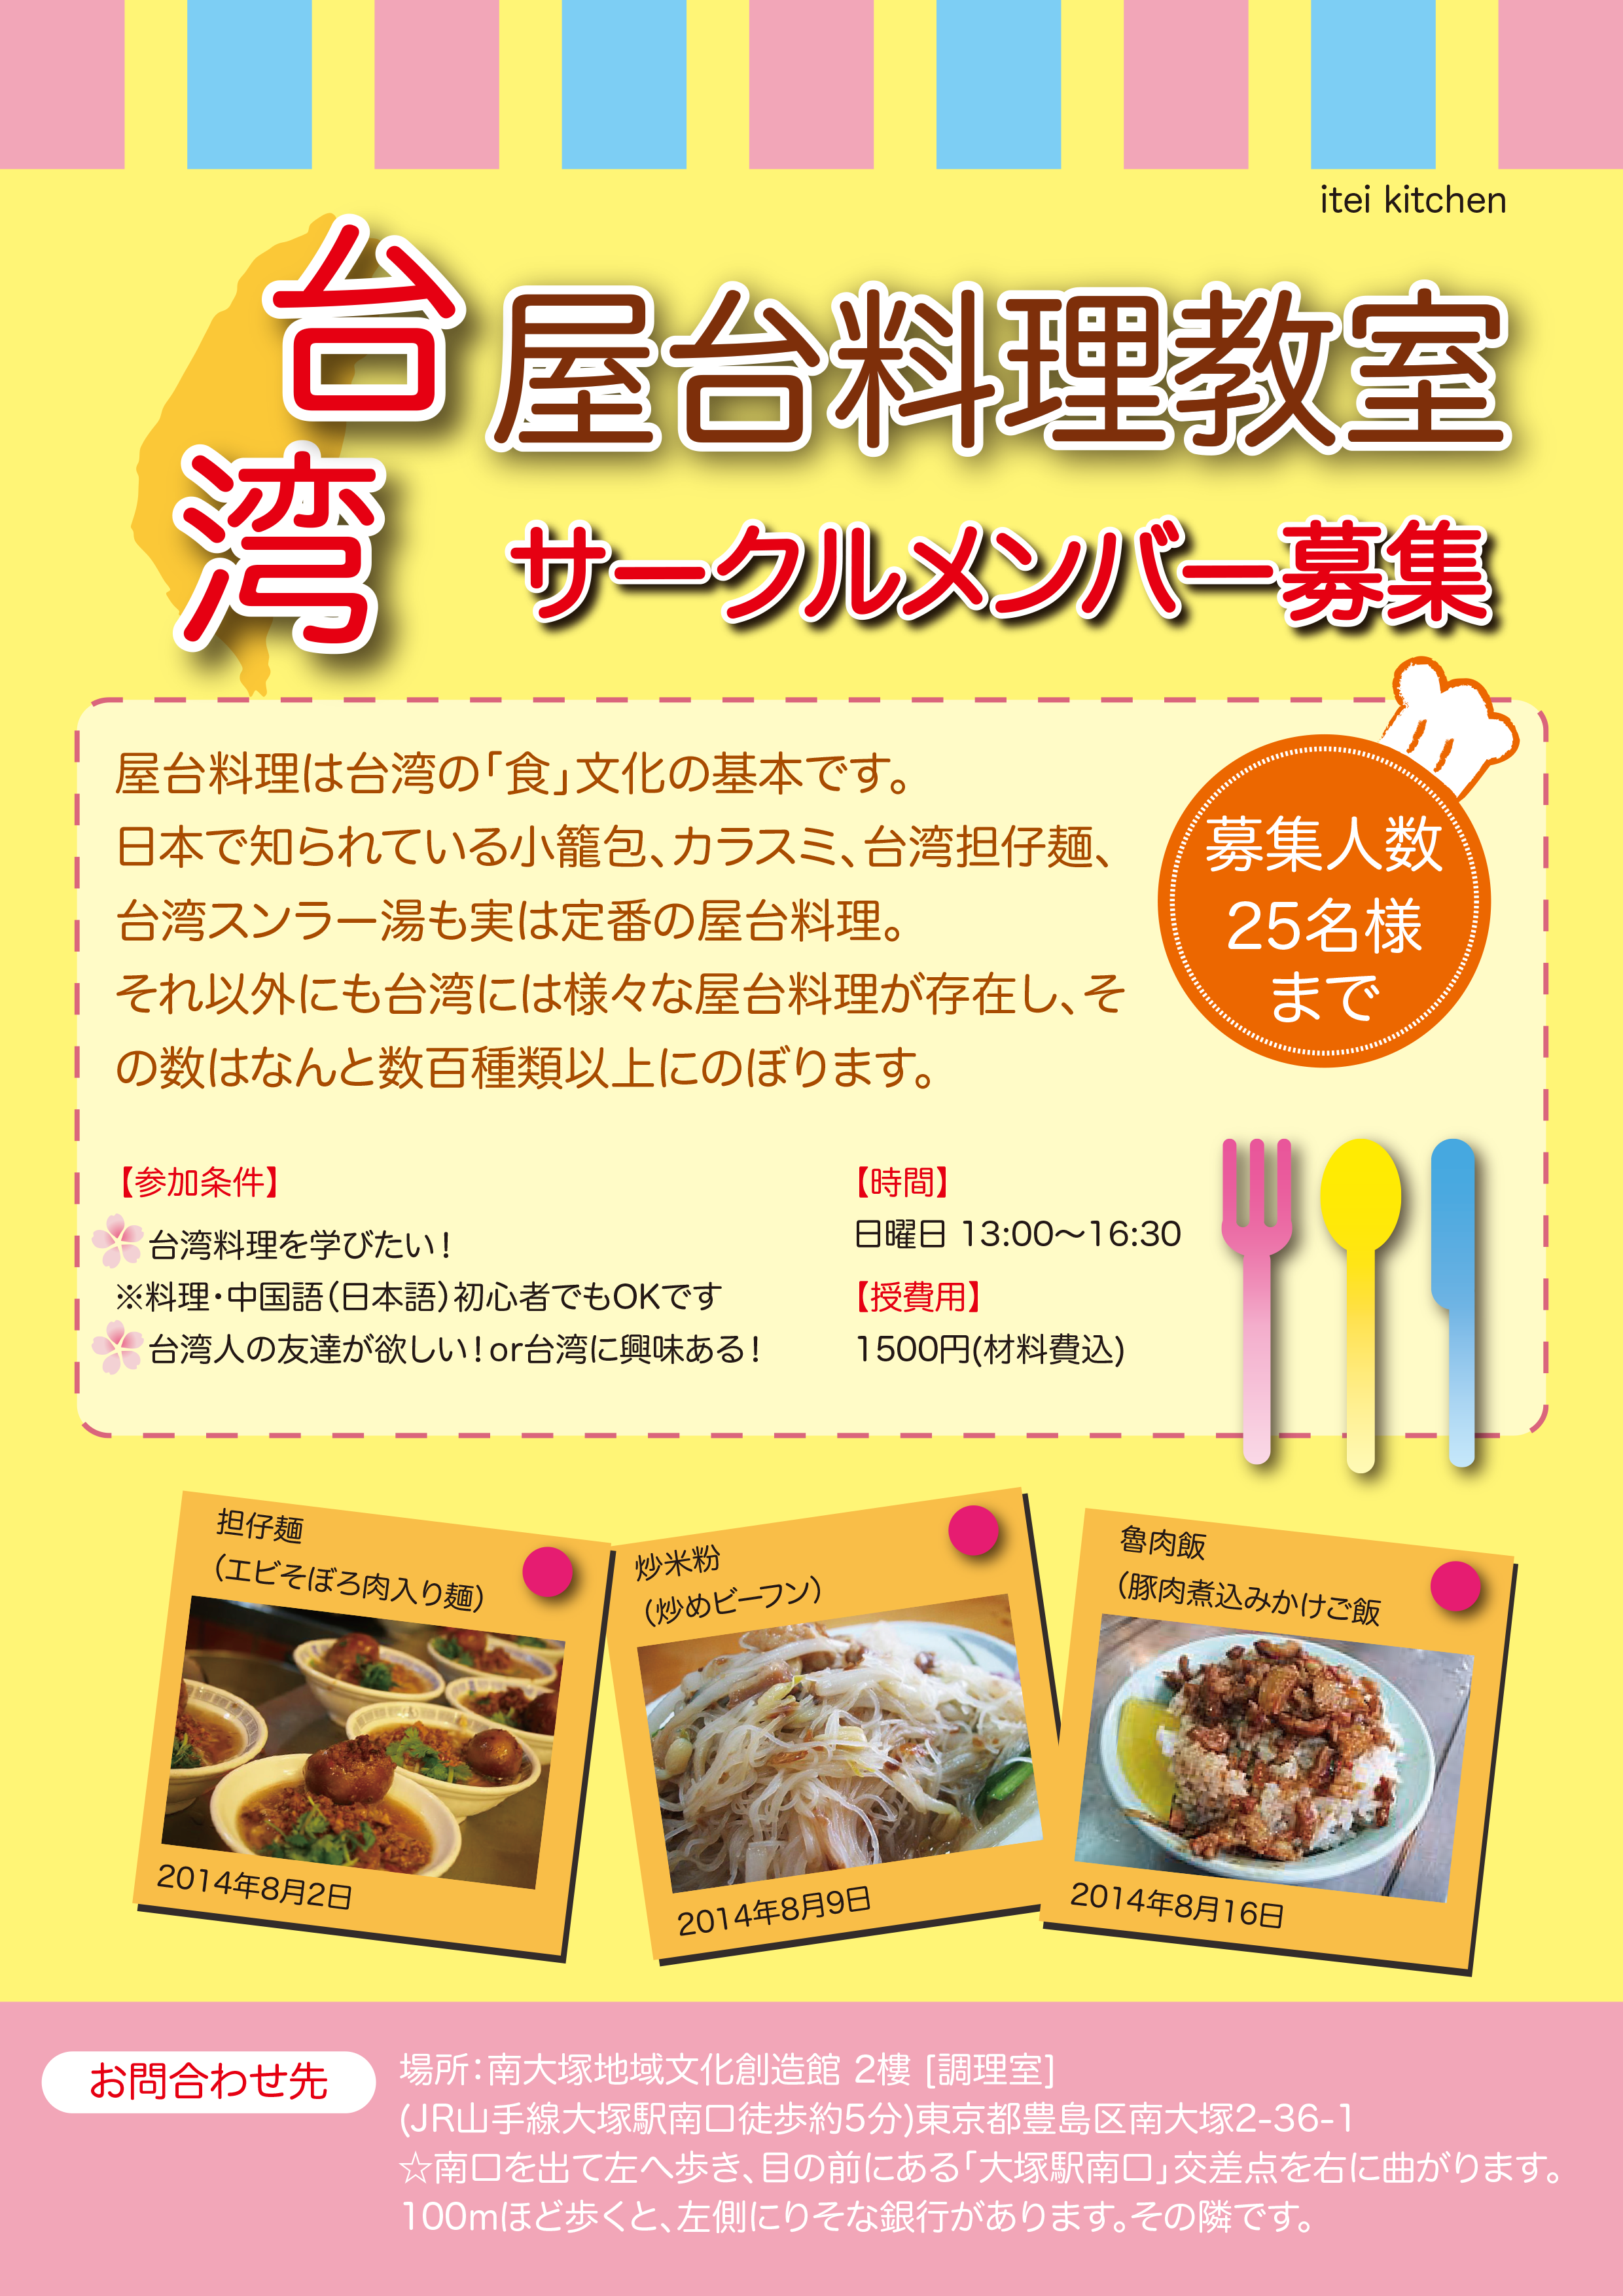 itei kitchen
台湾
屋台料理教室
サークルメンバー募集
屋台料理は台湾の「食」文化の基本です。
日本で知られている小籠包、カラスミ、台湾担仔麺、
台湾スンラー湯も実は定番の屋台料理。
それ以外にも台湾には様々な屋台料理が存在し、そ
の数はなんと数百種類以上にのぼります。
募集人数
25名様
まで
【参加条件】
台湾料理を学びたい！
※料理・中国語（日本語）初心者でもOKです
台湾人の友達が欲しい！or台湾に興味ある！
【時間】
日曜日 13:00〜16:30
【授費用】
1500円(材料費込)
担仔麺
（エビそぼろ肉入り麺）
2014年8月2日
炒米粉
（炒めビーフン）
2014年8月9日
魯肉飯
（豚肉煮込みかけご飯
2014年8月16日
お問合わせ先
場所：南大塚地域文化創造館 2樓 [調理室]
(JR山手線大塚駅南口徒歩約5分)東京都豊島区南大塚2-36-1
☆南口を出て左へ歩き、目の前にある「大塚駅南口」交差点を右に曲がります。
100mほど歩くと、左側にりそな銀行があります。その隣です。